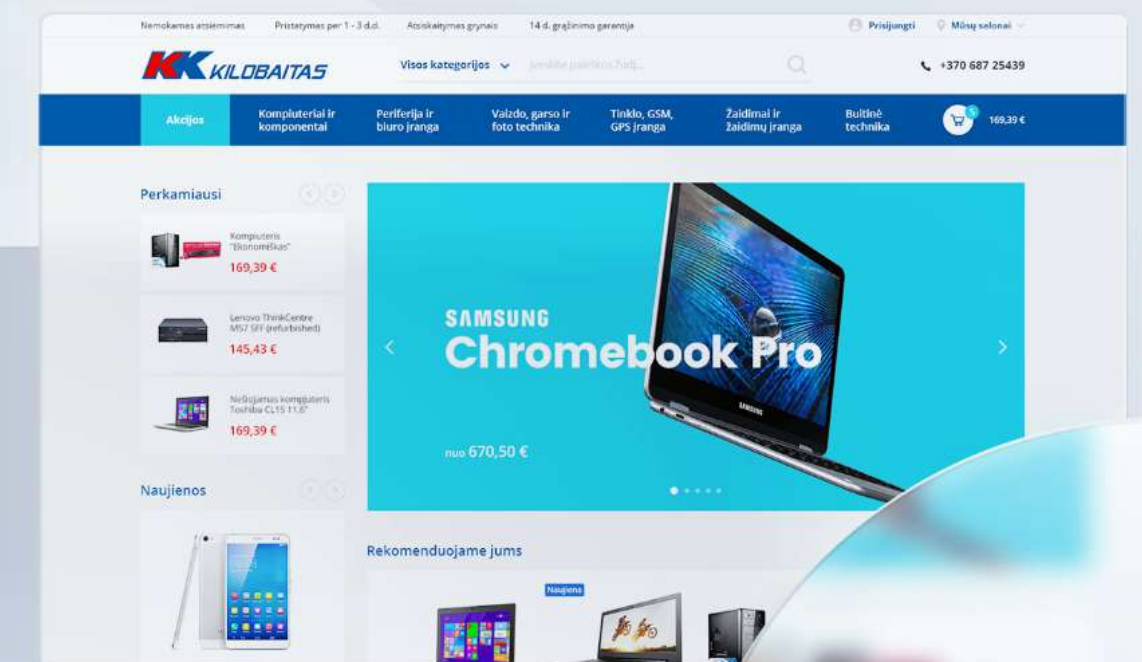 Nemokamas atsiėmimas
Pristatymas per 1 - 3 d.d.
Atsiskaitymas grynais
14 d. grąžinimo garantija
Prisijungti
Mūsų salonai
KK KILOBAITAS
Visos kategorijos
+370 687 25439
Akcijos
Kompiuteriai ir
komponentai
Periferija ir
biuro įranga
Vaizdo, garso ir
foto technika
Tinklo, GSM,
GPS įranga
Žaidimai ir
žaidimų įranga
Buitinė
technika
5
169,39 €
Perkamiausi
Kompiuteris
"Ekonomiškas"
169,39 €
Lenovo ThinkCentre
M57 SFF (refurbished)
145,43 €
Nešiojamas kompiuteris
Toshiba CL15 11,6"
169,39 €
SAMSUNG
Chromebook Pro
SAMSUNG
nuo 670,50 €
Naujienos
Rekomenduojame jums
Naujiena